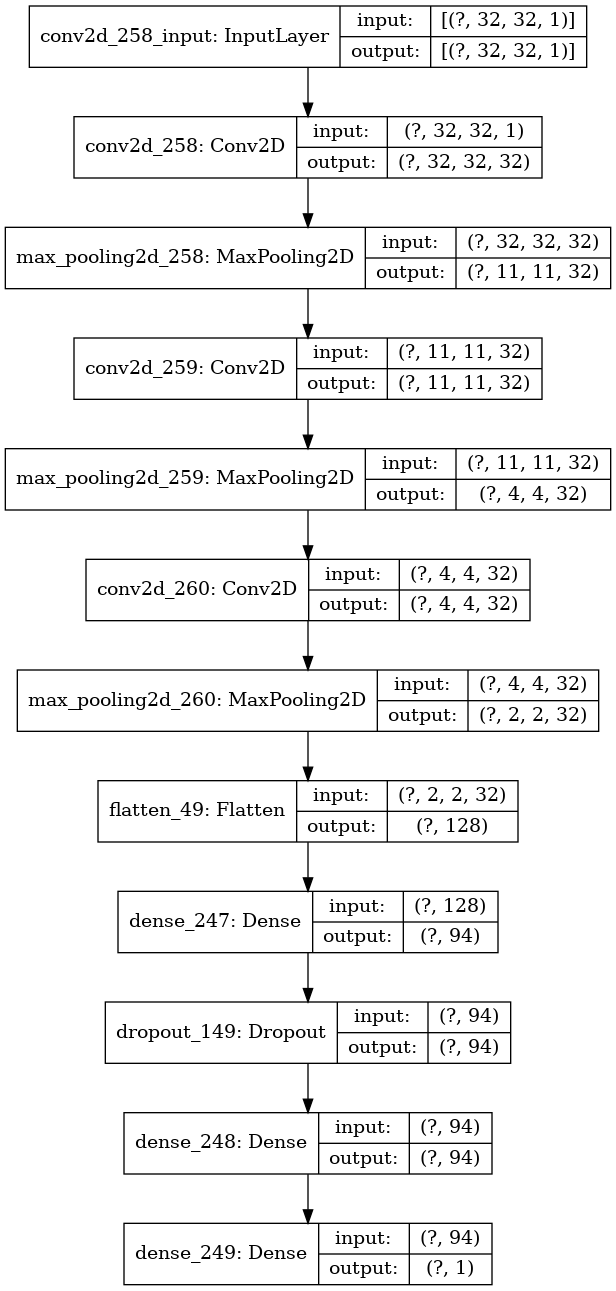 conv2d_258_input: InputLayer
input: [(?, 32, 32, 1)]
output: [(?, 32, 32, 1)]
conv2d_258: Conv2D
input: (?, 32, 32, 1)
output: (?, 32, 32, 32)
max_pooling2d_258: MaxPooling2D
input: (?, 32, 32, 32)
output: (?, 11, 11, 32)
conv2d_259: Conv2D
input: (?, 11, 11, 32)
output: (?, 11, 11, 32)
max_pooling2d_259: MaxPooling2D
input: (?, 11, 11, 32)
output: (?, 4, 4, 32)
conv2d_260: Conv2D
input: (?, 4, 4, 32)
output: (?, 4, 4, 32)
max_pooling2d_260: MaxPooling2D
input: (?, 4, 4, 32)
output: (?, 2, 2, 32)
flatten_49: Flatten
input: (?, 2, 2, 32)
output: (?, 128)
dense_247: Dense
input: (?, 128)
output: (?, 94)
dropout_149: Dropout
input: (?, 94)
output: (?, 94)
dense_248: Dense
input: (?, 94)
output: (?, 94)
dense_249: Dense
input: (?, 94)
output: (?, 1)